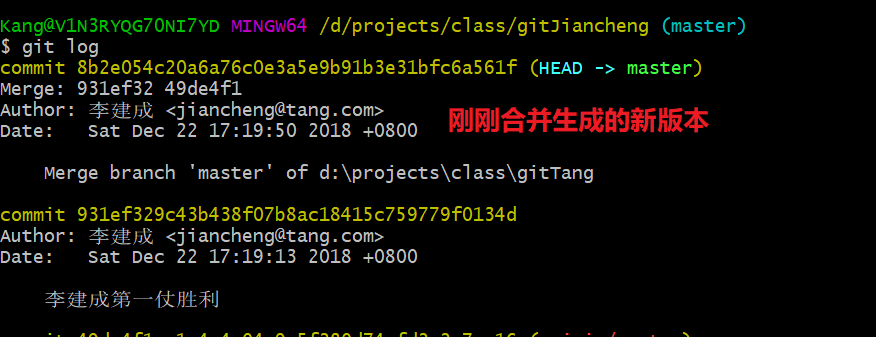 Kang@V1N3RYQG70NI7YD MINGW64 /d/projects/class/gitJiancheng (master)
$ git log
commit 8b2e054c20a6a76c0e3a5e9b91b3e31bfc6a561f (HEAD -> master)
Merge: 931ef32 49de4f1
Author: 李建成 <jiancheng@tang.com>
Date:   Sat Dec 22 17:19:50 2018 +0800
刚刚合并生成的新版本
Merge branch 'master' of d:\projects\class\gitTang
commit 931ef329c43b438f07b8ac18415c759779f0134d
Author: 李建成 <jiancheng@tang.com>
Date:   Sat Dec 22 17:19:13 2018 +0800
李建成第一仗胜利